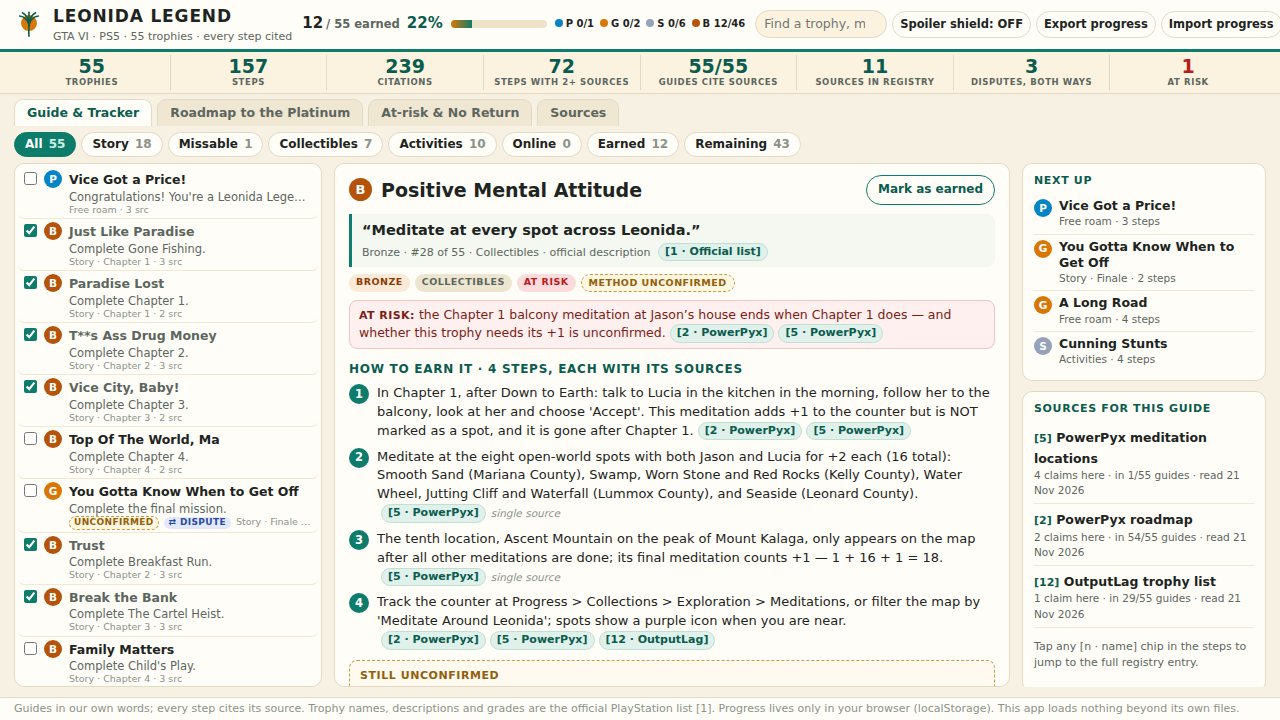 LEONIDA LEGEND
GTA VI · PS5 · 55 trophies · every step cited
12 / 55 earned 22%
P 0/1 G 0/2 S 0/6 B 12/46
Find a trophy, m
Spoiler shield: OFF
Export progress
Import progress
55
TROPHIES
157
STEPS
239
CITATIONS
72
STEPS WITH 2+ SOURCES
55/55
GUIDES CITE SOURCES
11
SOURCES IN REGISTRY
3
DISPUTES, BOTH WAYS
1
AT RISK
Guide & Tracker
Roadmap to the Platinum
At-risk & No Return
Sources
All 55
Story 18
Missable 1
Collectibles 7
Activities 10
Online 0
Earned 12
Remaining 43
P Vice Got a Price!
Congratulations! You're a Leonida Lege…
Free roam · 3 src
B Just Like Paradise
Complete Gone Fishing.
Story · Chapter 1 · 3 src
B Paradise Lost
Complete Chapter 1.
Story · Chapter 1 · 2 src
B T**s Ass Drug Money
Complete Chapter 2.
Story · Chapter 2 · 3 src
B Vice City, Baby!
Complete Chapter 3.
Story · Chapter 3 · 2 src
B Top Of The World, Ma
Complete Chapter 4.
Story · Chapter 4 · 2 src
G You Gotta Know When to Get Off
Complete the final mission.
UNCONFIRMED ⇄ DISPUTE Story · Finale …
B Trust
Complete Breakfast Run.
Story · Chapter 2 · 3 src
B Break the Bank
Complete The Cartel Heist.
Story · Chapter 3 · 3 src
B Family Matters
Complete Child's Play.
Story · Chapter 4 · 3 src
B Positive Mental Attitude
Mark as earned
“Meditate at every spot across Leonida.”
Bronze · #28 of 55 · Collectibles · official description [1 · Official list]
BRONZE COLLECTIBLES AT RISK METHOD UNCONFIRMED
AT RISK: the Chapter 1 balcony meditation at Jason’s house ends when Chapter 1 does — and
whether this trophy needs its +1 is unconfirmed. [2 · PowerPyx] [5 · PowerPyx]
HOW TO EARN IT · 4 STEPS, EACH WITH ITS SOURCES
1 In Chapter 1, after Down to Earth: talk to Lucia in the kitchen in the morning, follow her to the
balcony, look at her and choose 'Accept'. This meditation adds +1 to the counter but is NOT
marked as a spot, and it is gone after Chapter 1. [2 · PowerPyx] [5 · PowerPyx]
2 Meditate at the eight open-world spots with both Jason and Lucia for +2 each (16 total):
Smooth Sand (Mariana County), Swamp, Worn Stone and Red Rocks (Kelly County), Water
Wheel, Jutting Cliff and Waterfall (Lummox County), and Seaside (Leonard County).
[5 · PowerPyx] single source
3 The tenth location, Ascent Mountain on the peak of Mount Kalaga, only appears on the map
after all other meditations are done; its final meditation counts +1 — 1 + 16 + 1 = 18.
[5 · PowerPyx] single source
4 Track the counter at Progress > Collections > Exploration > Meditations, or filter the map by
'Meditate Around Leonida'; spots show a purple icon when you are near.
[2 · PowerPyx] [5 · PowerPyx] [12 · OutputLag]
STILL UNCONFIRMED
NEXT UP
P Vice Got a Price!
Free roam · 3 steps
G You Gotta Know When to
Get Off
Story · Finale · 2 steps
G A Long Road
Free roam · 4 steps
S Cunning Stunts
Activities · 4 steps
SOURCES FOR THIS GUIDE
[5] PowerPyx meditation
locations
4 claims here · in 1/55 guides · read 21
Nov 2026
[2] PowerPyx roadmap
2 claims here · in 54/55 guides · read 21
Nov 2026
[12] OutputLag trophy list
1 claim here · in 29/55 guides · read 21
Nov 2026
Tap any [n · name] chip in the steps to
jump to the full registry entry.
Guides in our own words; every step cites its source. Trophy names, descriptions and grades are the official PlayStation list [1]. Progress lives only in your browser (localStorage). This app loads nothing beyond its own files.